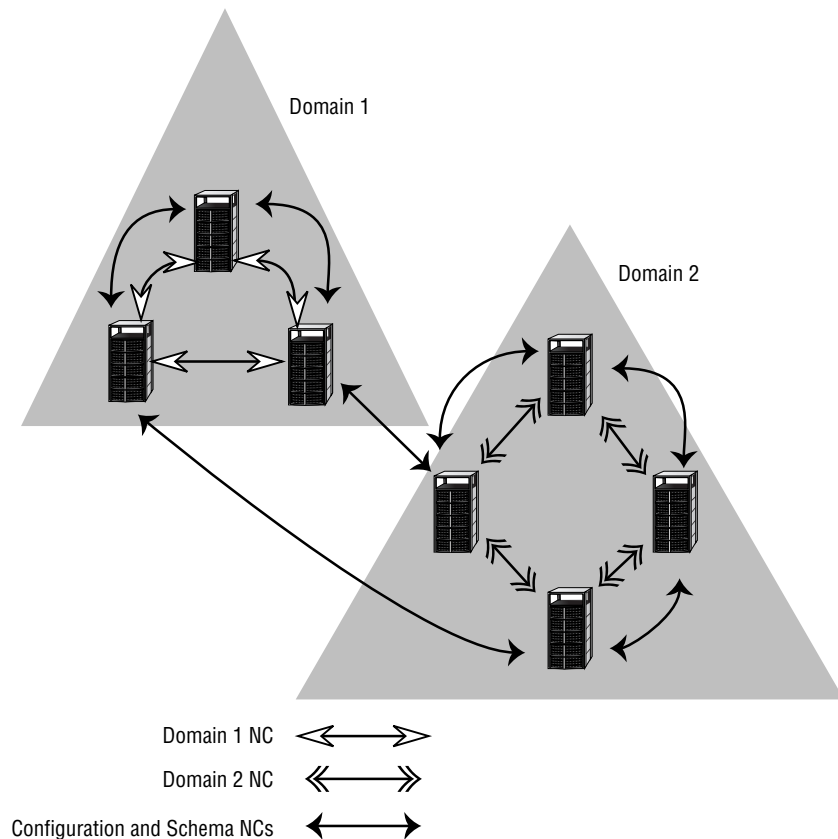 Domain 1
Domain 2
Domain 1 NC
Domain 2 NC
Configuration and Schema NCs